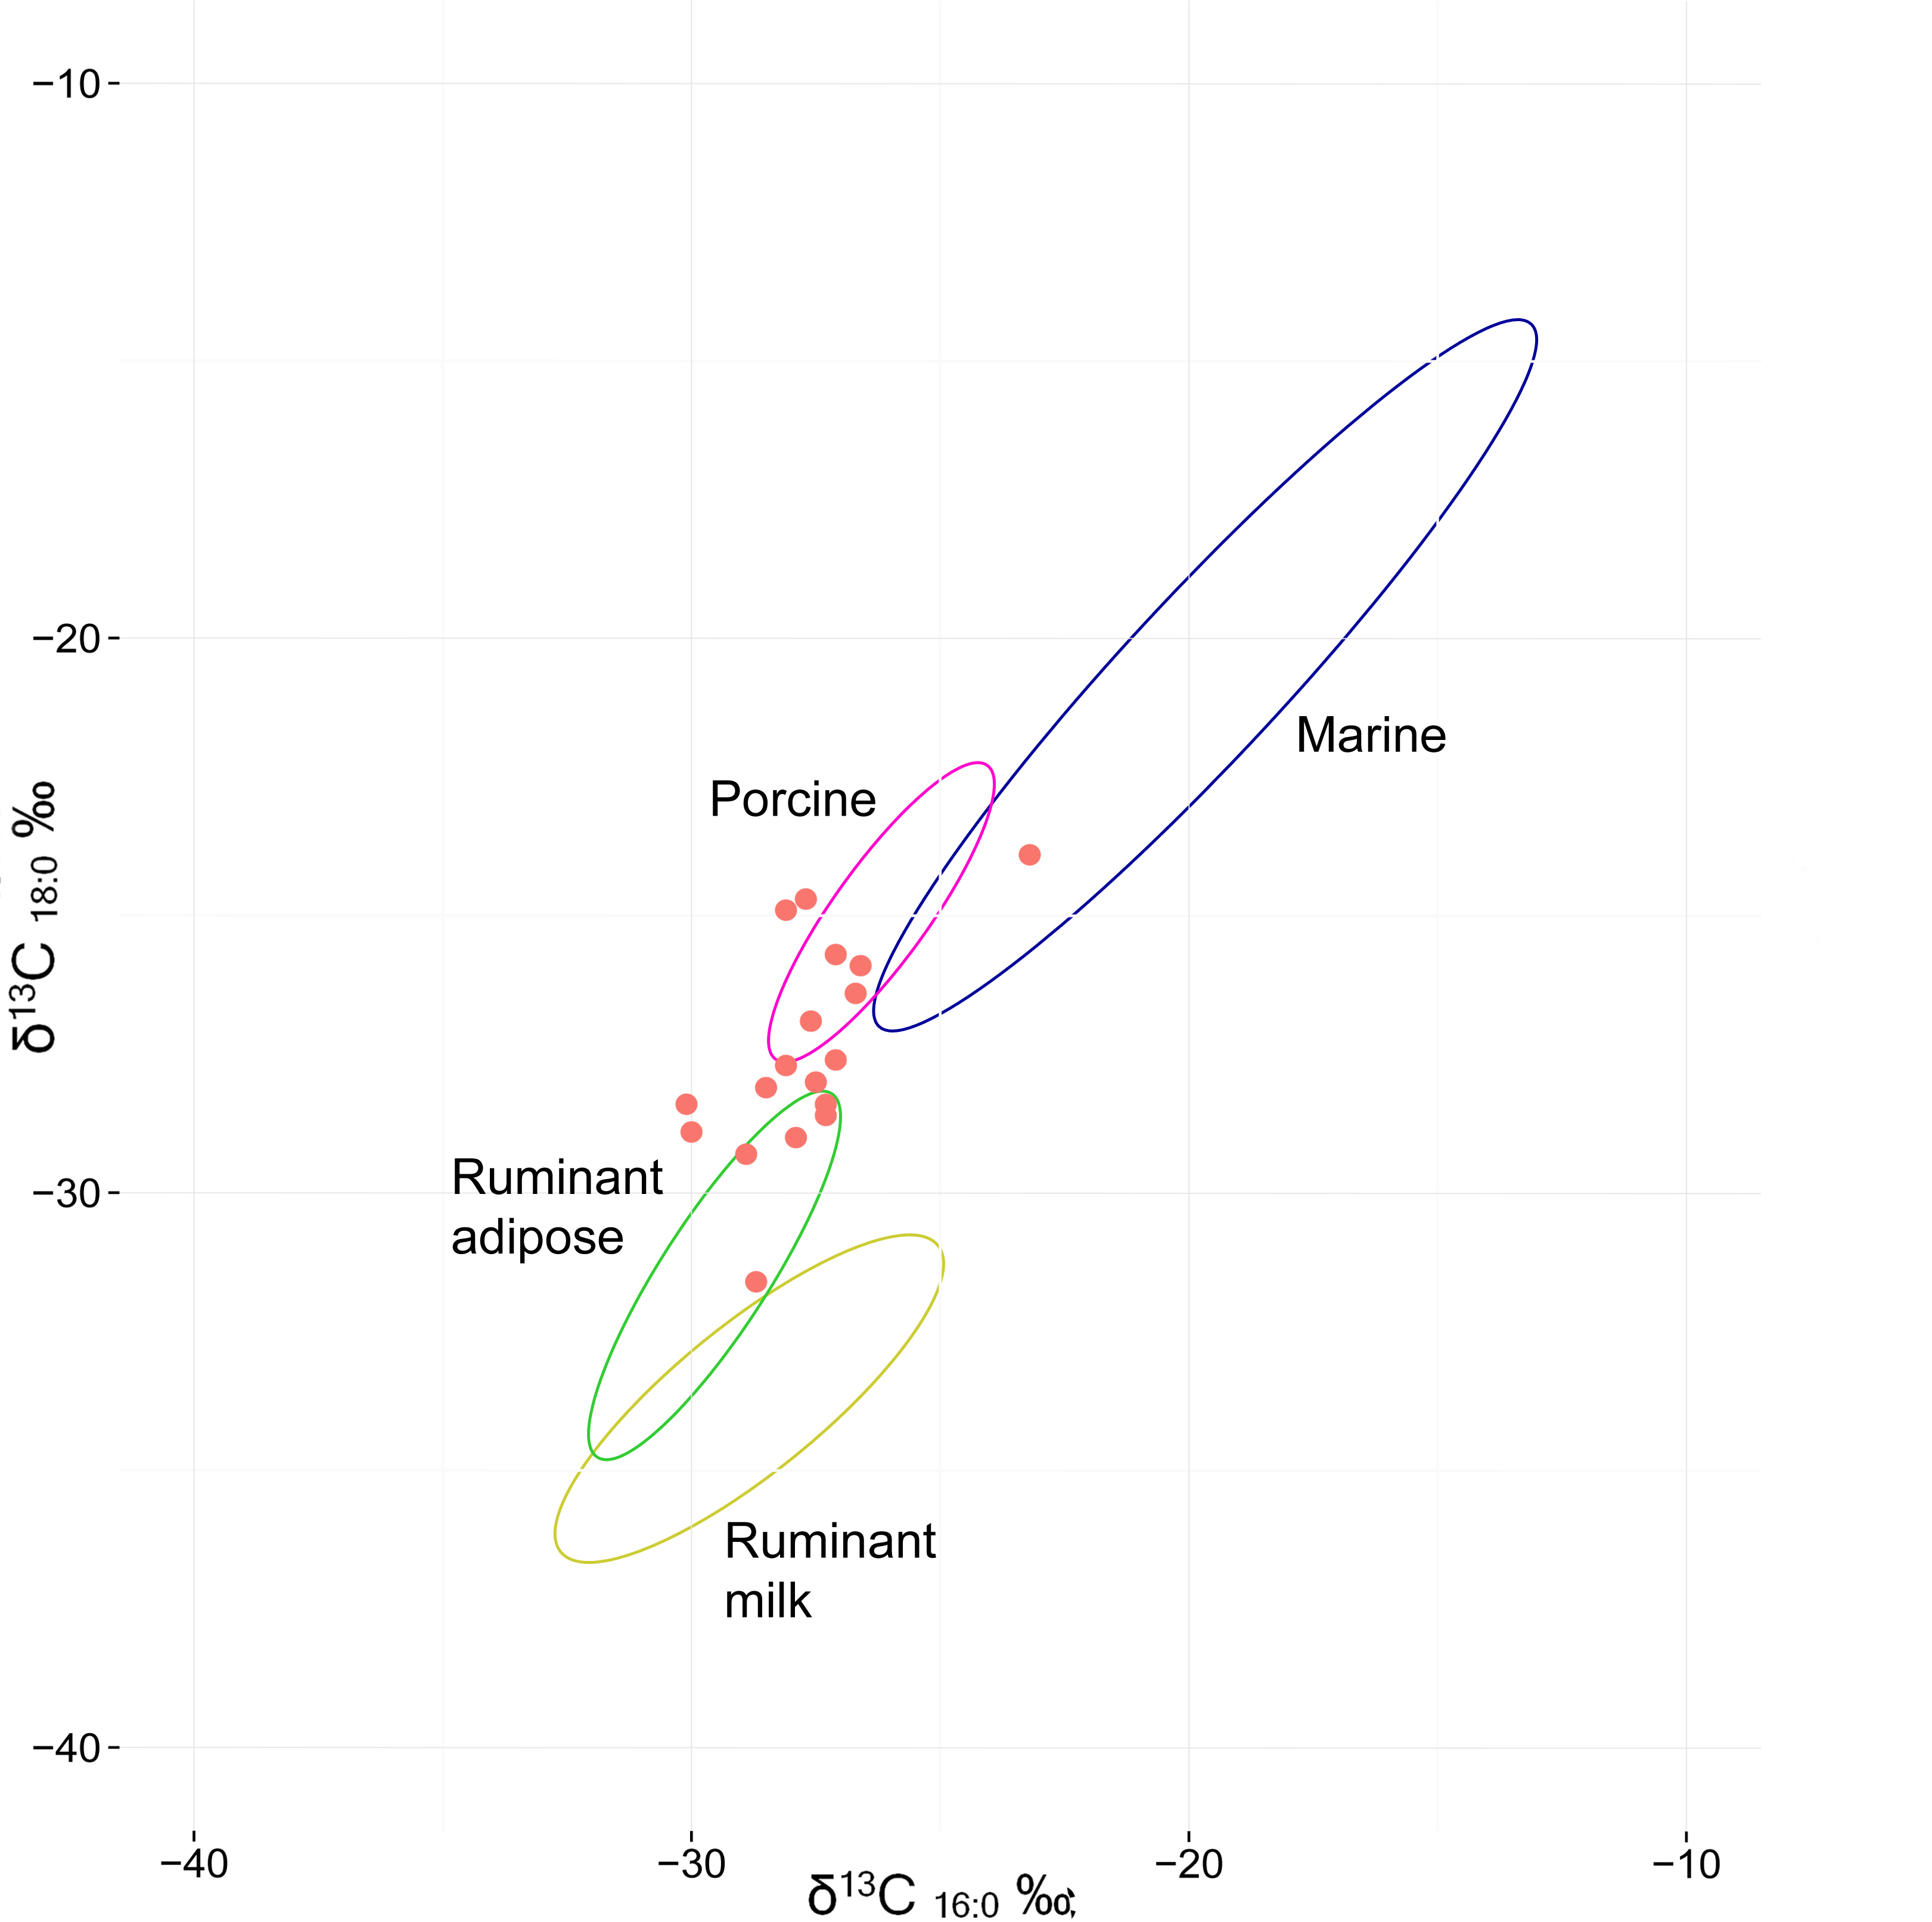 −10
−20
−30
−40
δ13C 18:0 ‰
Marine
Porcine
Ruminant
adipose
Ruminant
milk
−40
−30
−20
−10
δ13C 16:0 ‰